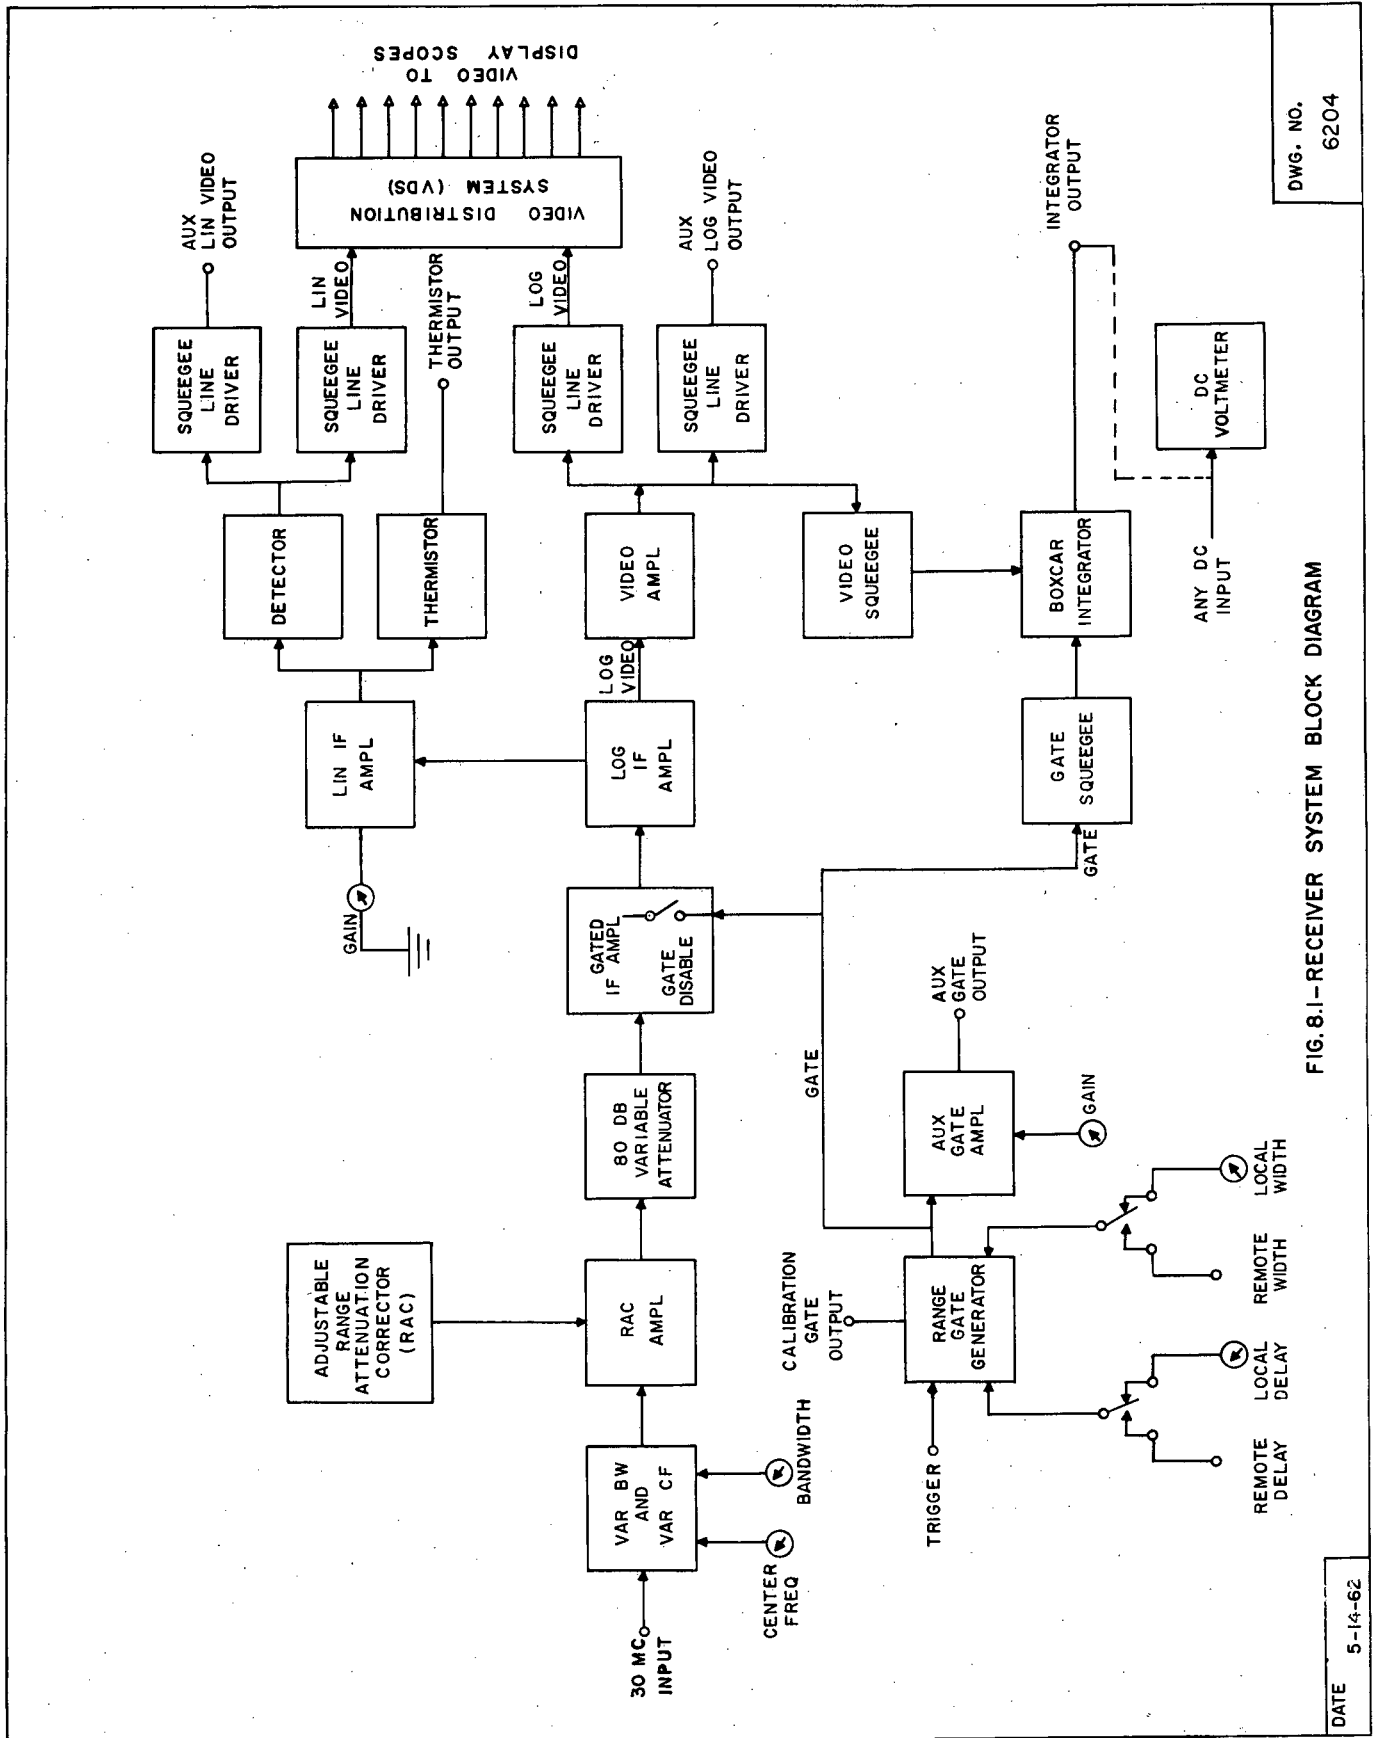 30 MC
INPUT
VAR BW
AND
VAR CF
CENTER
FREQ
BANDWIDTH
ADJUSTABLE
RANGE
ATTENUATION
CORRECTOR
(RAC)
RAC
AMPL
80 DB
VARIABLE
ATTENUATOR
GATED
IF AMPL
GATE
DISABLE
GAIN
LIN IF
AMPL
LOG
IF
AMPL
LOG
VIDEO
DETECTOR
THERMISTOR
VIDEO
AMPL
SQUEEGEE
LINE
DRIVER
SQUEEGEE
LINE
DRIVER
THERMISTOR
OUTPUT
SQUEEGEE
LINE
DRIVER
SQUEEGEE
LINE
DRIVER
AUX
LIN VIDEO
OUTPUT
LIN
VIDEO
LOG
VIDEO
AUX
LOG VIDEO
OUTPUT
VIDEO DISTRIBUTION
SYSTEM (VDS)
VIDEO TO
DISPLAY SCOPES
TRIGGER
CALIBRATION
GATE
OUTPUT
RANGE
GATE
GENERATOR
REMOTE
DELAY
LOCAL
DELAY
REMOTE
WIDTH
LOCAL
WIDTH
GATE
AUX
GATE
AMPL
GAIN
AUX
GATE
OUTPUT
GATE
GATE
SQUEEGEE
VIDEO
SQUEEGEE
BOXCAR
INTEGRATOR
ANY DC
INPUT
DC
VOLTMETER
INTEGRATOR
OUTPUT
FIG. 8.1-RECEIVER SYSTEM BLOCK DIAGRAM
DATE
5-14-62
DWG. NO.
6204